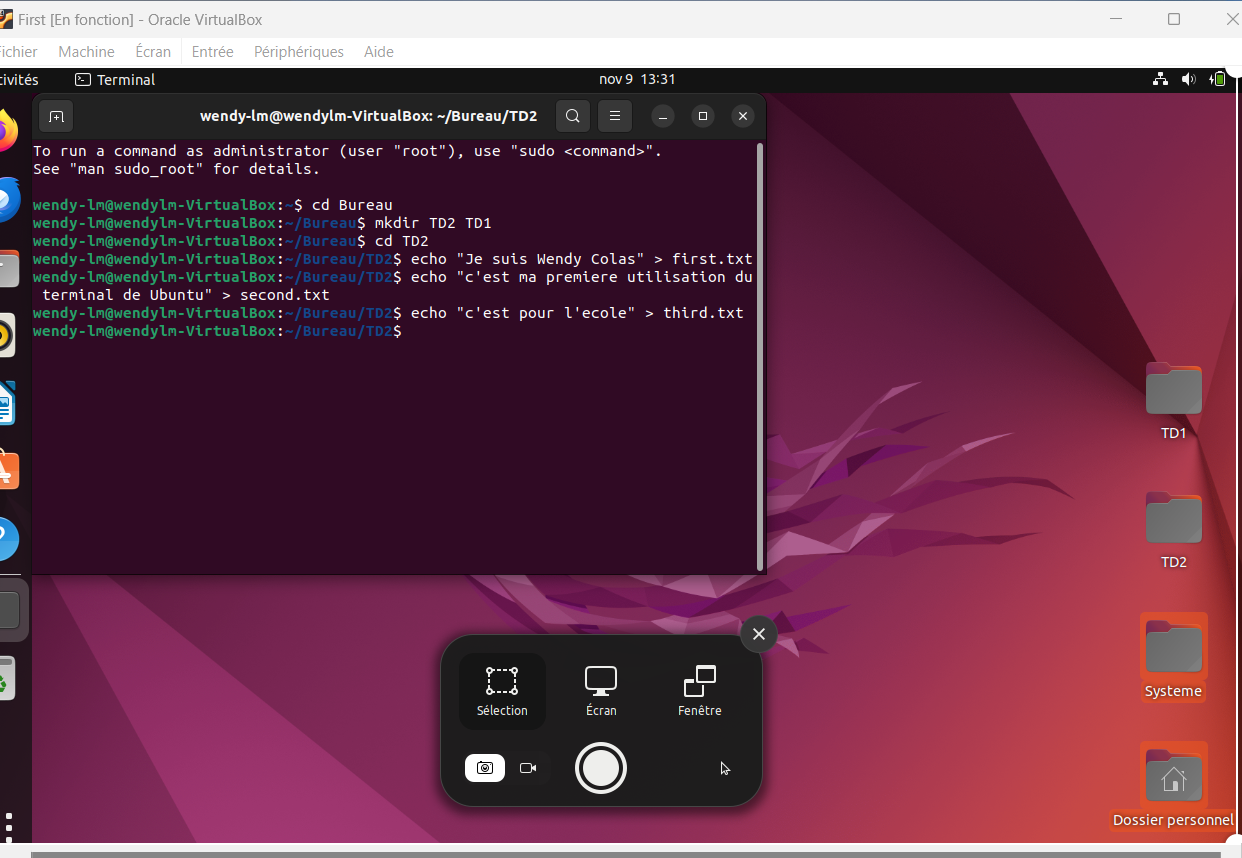 First [En fonction] - Oracle VirtualBox
Fichier Machine Écran Entrée Périphériques Aide
ivités Terminal nov 9 13:31
wendy-lm@wendylm-VirtualBox: ~/Bureau/TD2
To run a command as administrator (user "root"), use "sudo <command>".
See "man sudo_root" for details.
wendy-lm@wendylm-VirtualBox:~$ cd Bureau
wendy-lm@wendylm-VirtualBox:~/Bureau$ mkdir TD2 TD1
wendy-lm@wendylm-VirtualBox:~/Bureau$ cd TD2
wendy-lm@wendylm-VirtualBox:~/Bureau/TD2$ echo "Je suis Wendy Colas" > first.txt
wendy-lm@wendylm-VirtualBox:~/Bureau/TD2$ echo "c'est ma premiere utilisation du
terminal de Ubuntu" > second.txt
wendy-lm@wendylm-VirtualBox:~/Bureau/TD2$ echo "c'est pour l'ecole" > third.txt
wendy-lm@wendylm-VirtualBox:~/Bureau/TD2$
TD1
TD2
Systeme
Dossier personnel
Sélection Écran Fenêtre